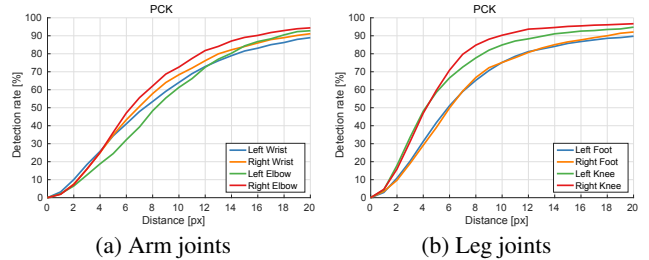 PCK
100
90
80
70
60
50
40
30
20
10
0
Detection rate [%]
0 2 4 6 8 10 12 14 16 18 20
Distance [px]
Left Wrist
Right Wrist
Left Elbow
Right Elbow
(a) Arm joints
PCK
100
90
80
70
60
50
40
30
20
10
0
Detection rate [%]
0 2 4 6 8 10 12 14 16 18 20
Distance [px]
Left Foot
Right Foot
Left Knee
Right Knee
(b) Leg joints